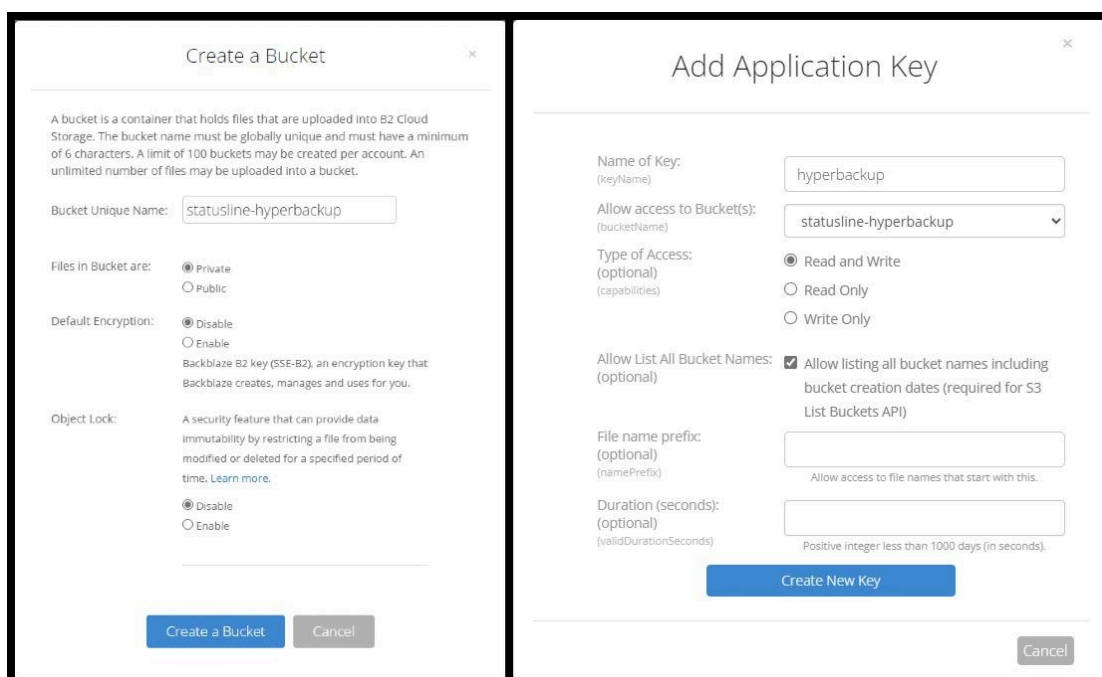 Create a Bucket
×
A bucket is a container that holds files that are uploaded into B2 Cloud
Storage. The bucket name must be globally unique and must have a minimum
of 6 characters. A limit of 100 buckets may be created per account. An
unlimited number of files may be uploaded into a bucket.
Bucket Unique Name: statusline-hyperbackup
Files in Bucket are: Private
Public
Default Encryption: Disable
Enable
Backblaze B2 key (SSE-B2), an encryption key that
Backblaze creates, manages and uses for you.
Object Lock: A security feature that can provide data
immutability by restricting a file from being
modified or deleted for a specified period of
time. Learn more.
Disable
Enable
Create a Bucket Cancel
×
Add Application Key
Name of Key: hyperbackup
(keyName)
Allow access to Bucket(s): statusline-hyperbackup
(bucketName)
Type of Access: Read and Write
(optional)
(capabilities) Read Only
Write Only
Allow List All Bucket Names: Allow listing all bucket names including
(optional) bucket creation dates (required for S3
List Buckets API)
File name prefix:
(optional)
(namePrefix) Allow access to file names that start with this.
Duration (seconds):
(optional)
(validDurationSeconds) Positive integer less than 1000 days (in seconds).
Create New Key
Cancel